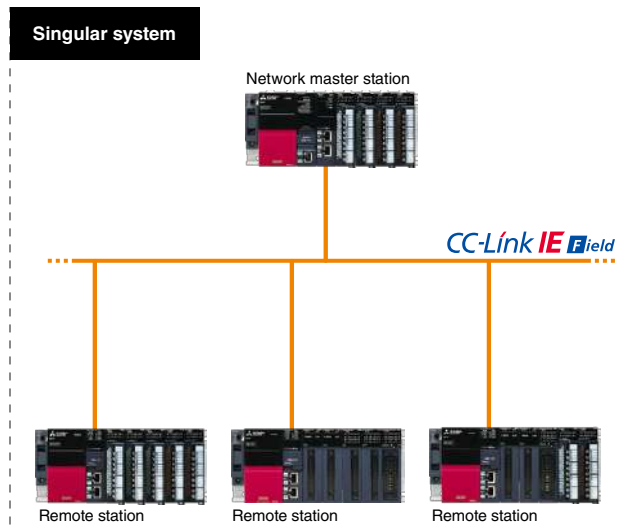 Singular system
Network master station
CC-Link IE Field
Remote station
Remote station
Remote station